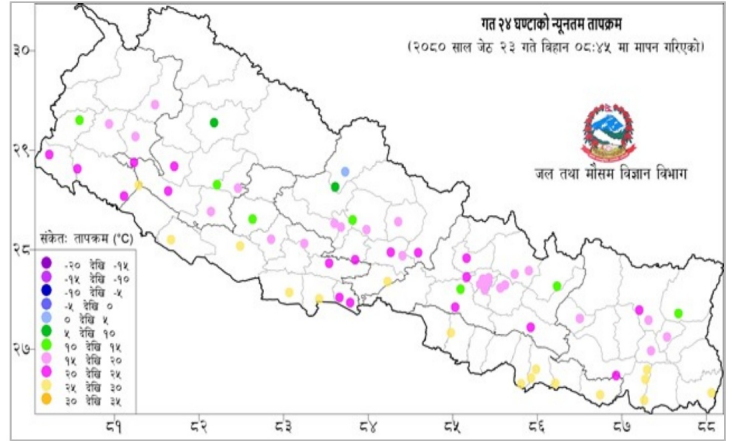 गत २४ घण्टाको न्यूनतम तापक्रम
(२०८० साल जेठ २३ गते बिहान ०८:४५ मा मापन गरिएको)
जल तथा मौसम विज्ञान विभाग
३०
२९
२८
२७
संकेतः तापक्रम (°C)
-२० देखि -१५
-१५ देखि -१०
-१० देखि -५
-५ देखि ०
० देखि ५
५ देखि १०
१० देखि १५
१५ देखि २०
२० देखि २५
२५ देखि ३०
३० देखि ३५
८१ ८२ ८३ ८४ ८५ ८६ ८७ ८८